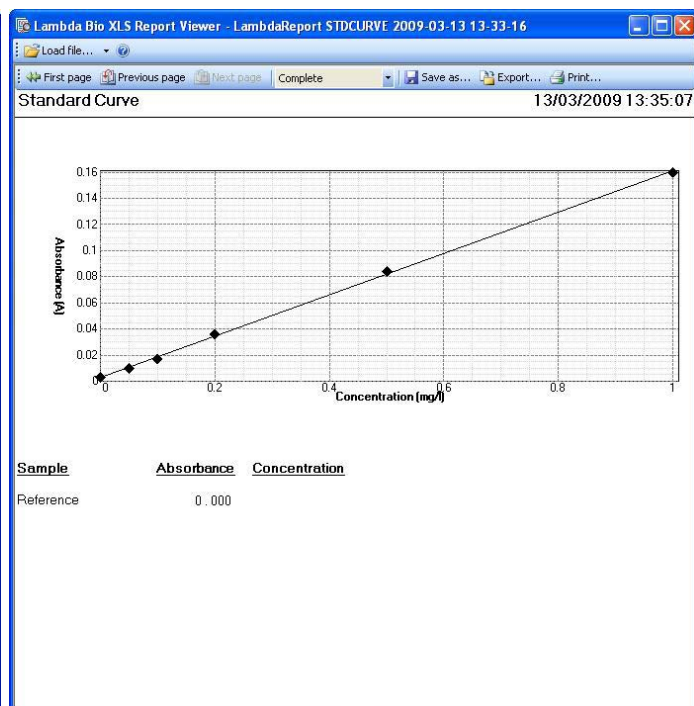 Lambda Bio XLS Report Viewer - LambdaReport STDCURVE 2009-03-13 13-33-16
Load file...
First page Previous page Next page Complete Save as... Export... Print...
Standard Curve 13/03/2009 13:35:07
0.16
0.14
0.12
0.1
0.08
0.06
0.04
0.02
0
Absorbance (A)
0 0.2 0.4 0.6 0.8 1
Concentration (mg/l)
Sample Absorbance Concentration
Reference 0.000